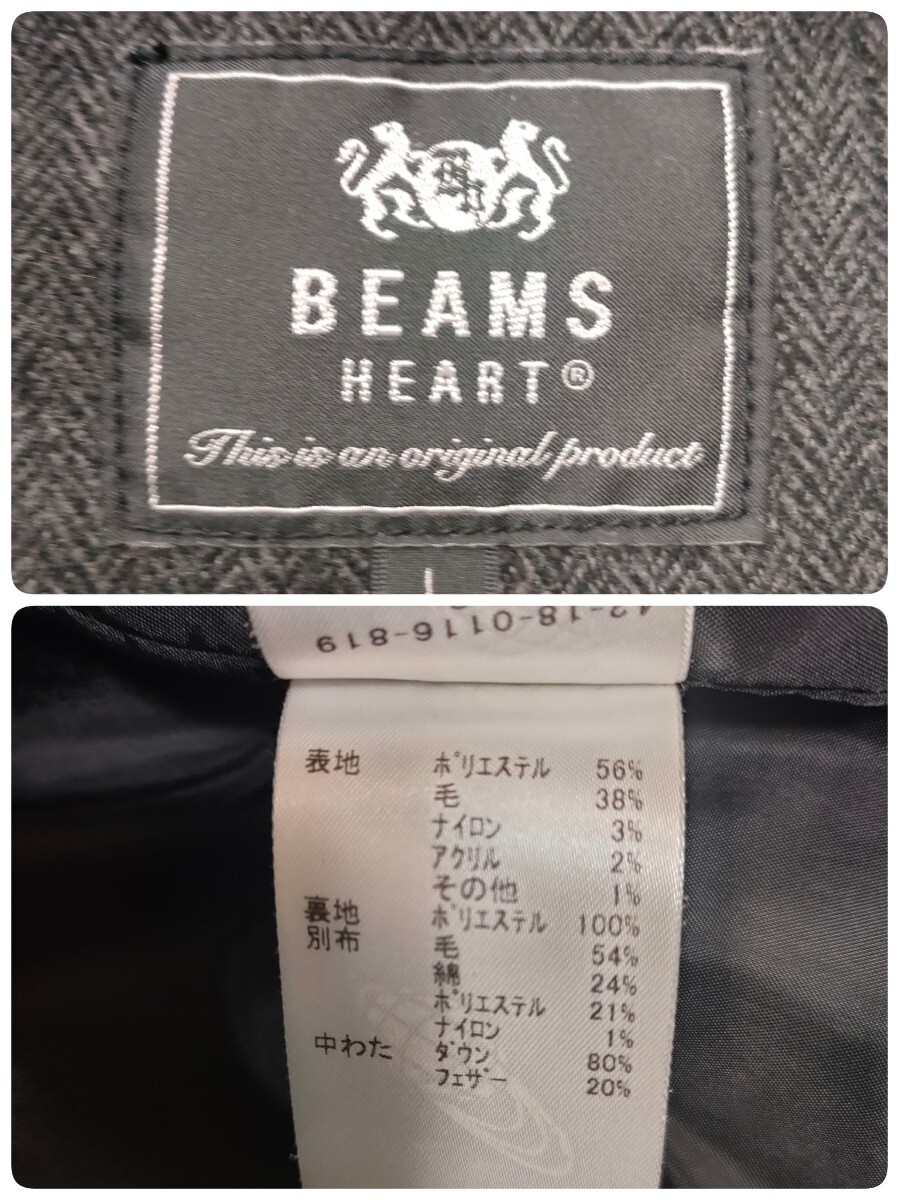 BH
BEAMS
HEART®
This is an original product
L
42-18-0116-819
表地 ポリエステル 56%
毛 38%
ナイロン 3%
アクリル 2%
その他 1%
裏地 ポリエステル 100%
別布 毛 54%
綿 24%
ポリエステル 21%
ナイロン 1%
中わた ダウン 80%
フェザー 20%